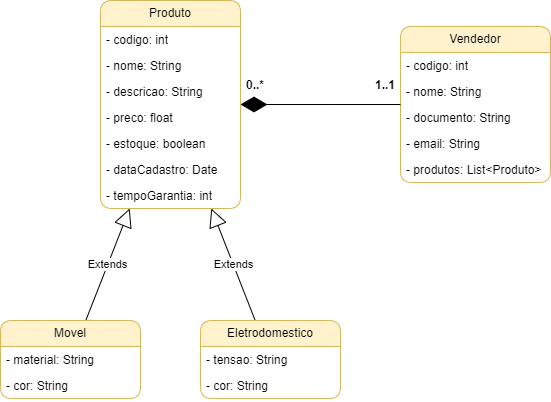 Produto
- codigo: int
- nome: String
- descricao: String
- preco: float
- estoque: boolean
- dataCadastro: Date
- tempoGarantia: int
0..*
1..1
Vendedor
- codigo: int
- nome: String
- documento: String
- email: String
- produtos: List<Produto>
Extends
Extends
Movel
- material: String
- cor: String
Eletrodomestico
- tensao: String
- cor: String